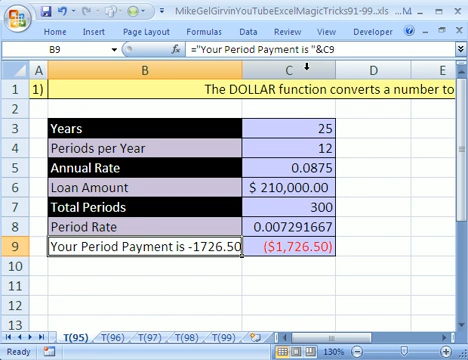 MikeGelGirvinYouTubeExcelMagicTricks91-99..xls... M...
Home Insert Page Layout Formulas Data Review View Developer
B9 fx ="Your Period Payment is "&C9
A B C D E
1 1) The DOLLAR function converts a number to
2
3 Years 25
4 Periods per Year 12
5 Annual Rate 0.0875
6 Loan Amount $ 210,000.00
7 Total Periods 300
8 Period Rate 0.007291667
9 Your Period Payment is -1726.50 ($1,726.50)
10
11
12
13
T(95) T(96) T(97) T(98) T(99)
Ready 130%